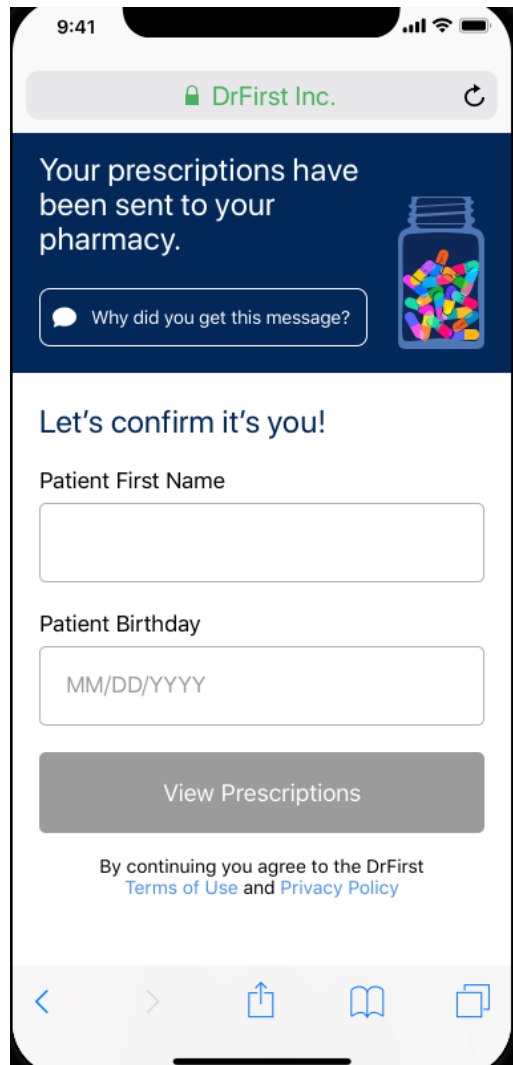 9:41
DrFirst Inc.
Your prescriptions have
been sent to your
pharmacy.
Why did you get this message?
Let's confirm it's you!
Patient First Name
Patient Birthday
MM/DD/YYYY
View Prescriptions
By continuing you agree to the DrFirst
Terms of Use and Privacy Policy